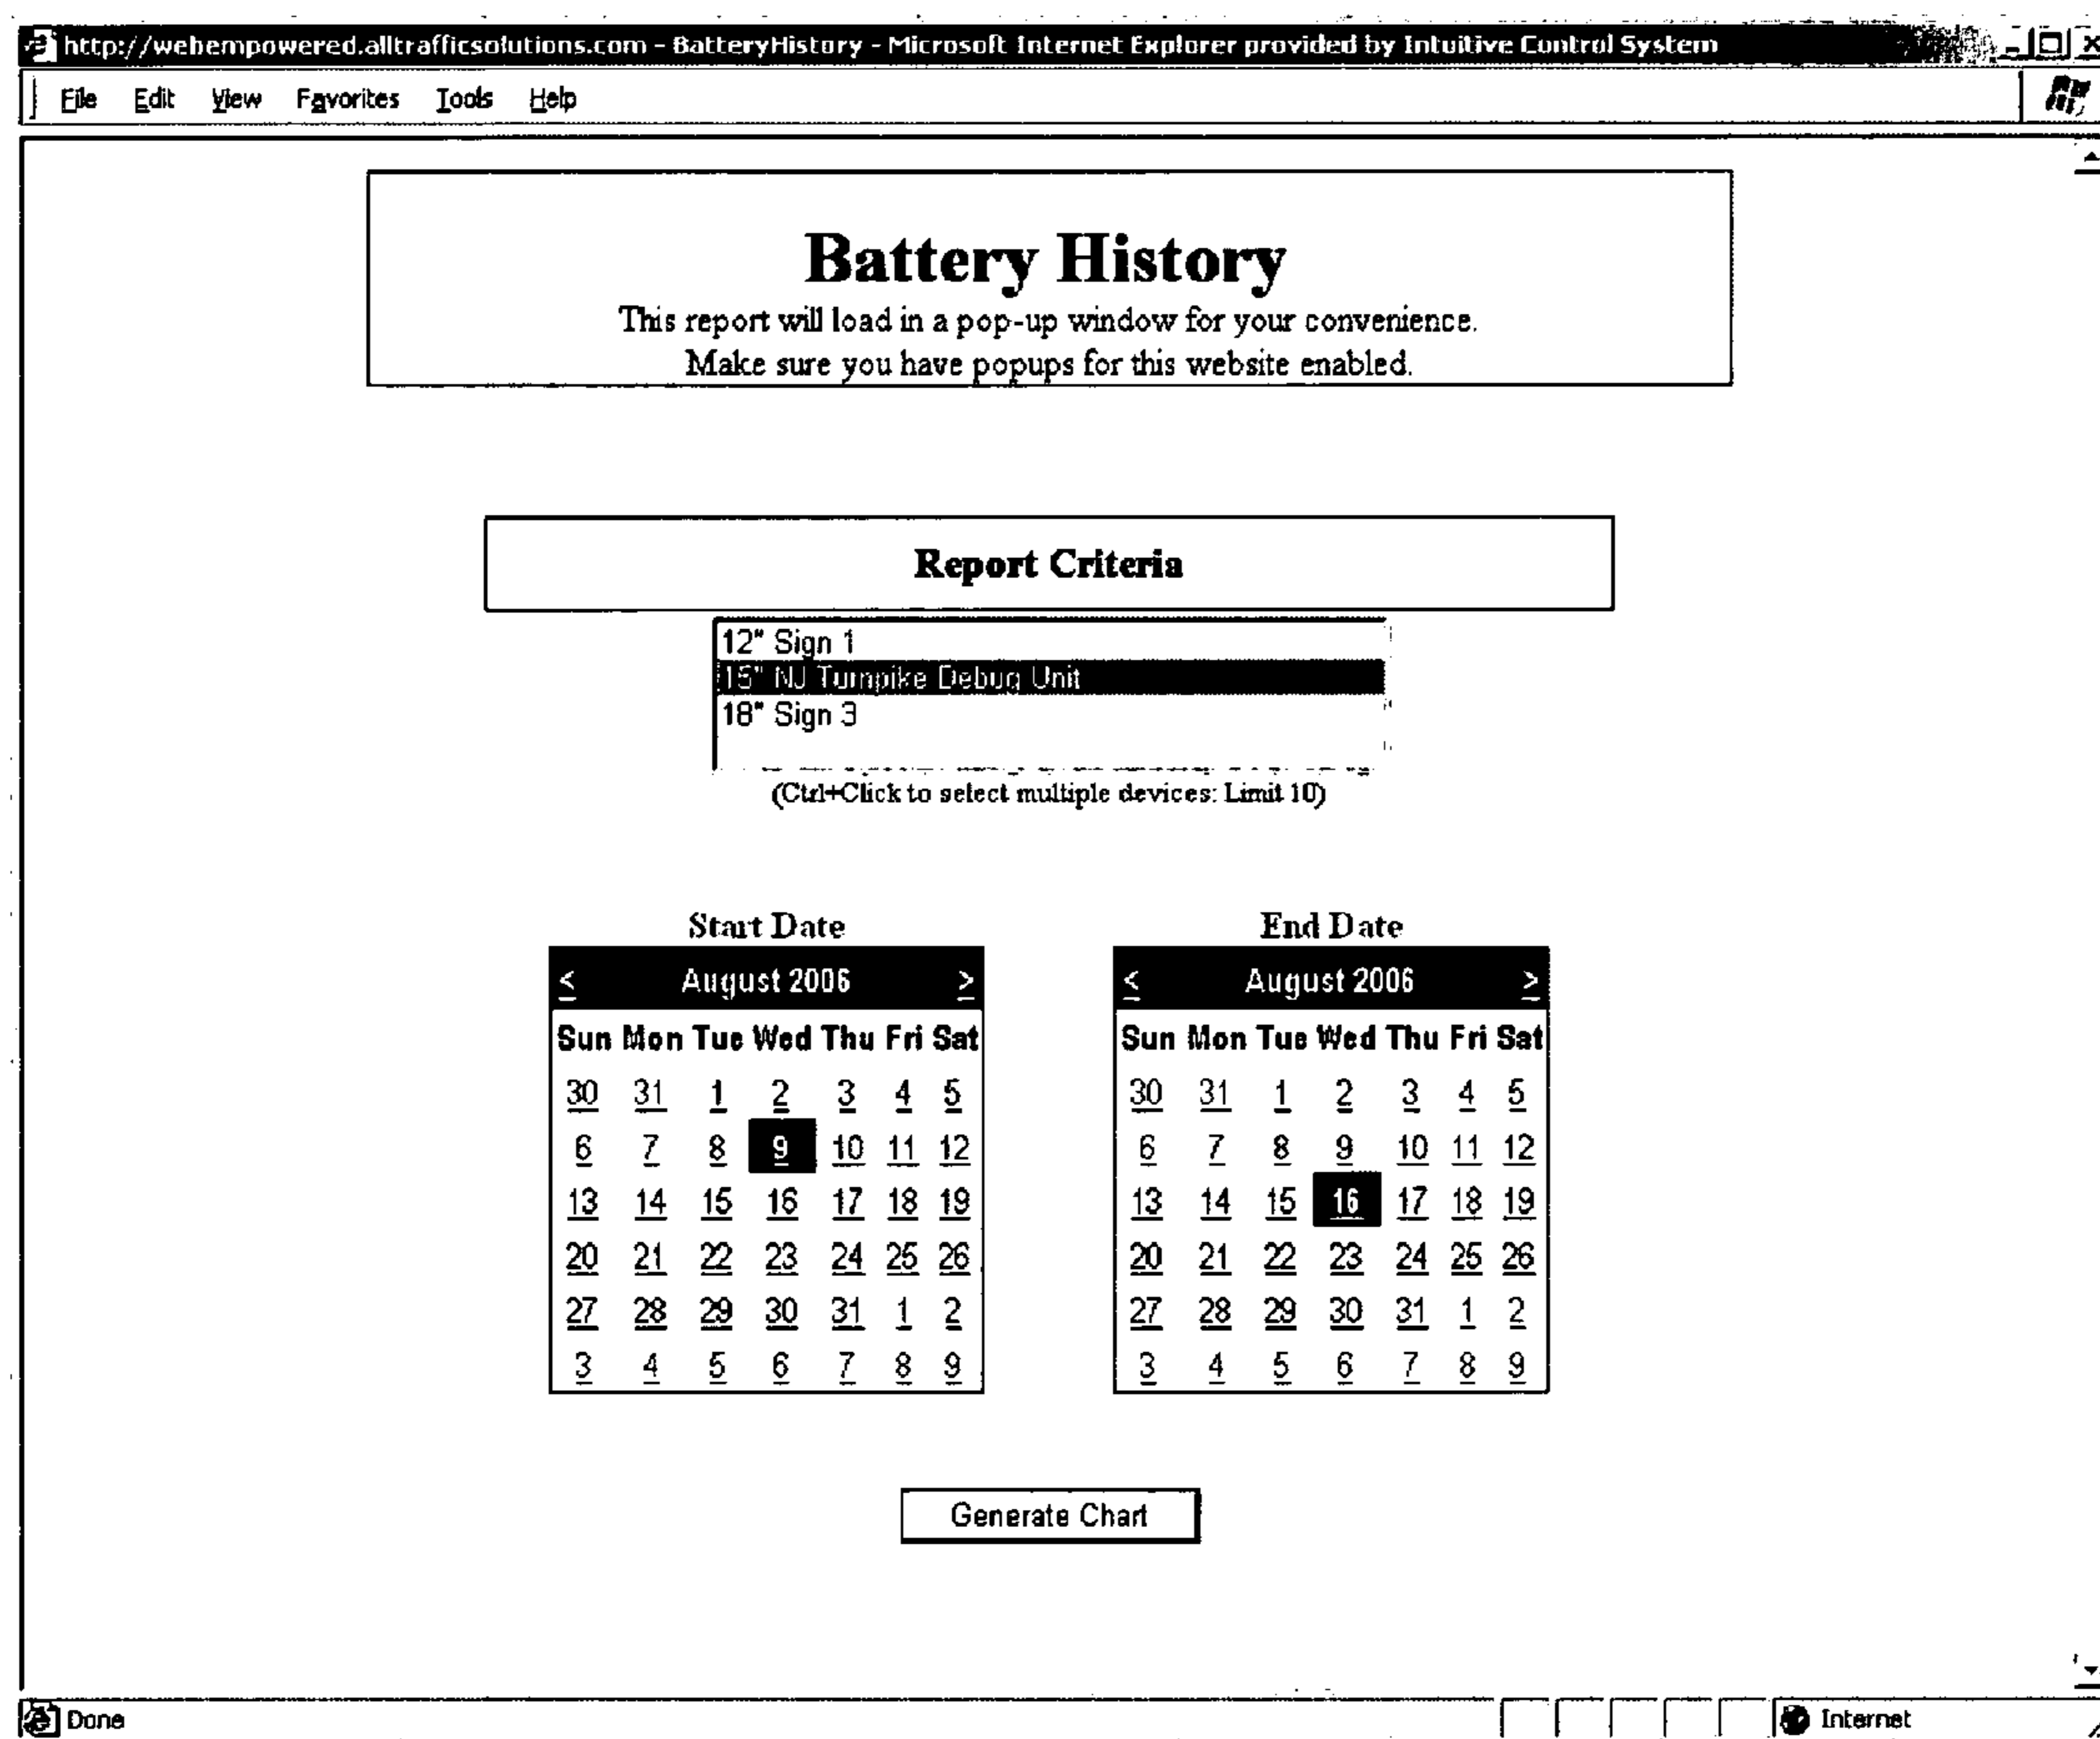 http://webempowered.alltrafficsolutions.com - BatteryHistory - Microsoft Internet Explorer provided by Intuitive Control System
File Edit View Favorites Tools Help
Battery History
This report will load in a pop-up window for your convenience.
Make sure you have popups for this website enabled.
Report Criteria
12" Sign 1
15" NJ Turnpike Debug Unit
18" Sign 3
(Ctrl+Click to select multiple devices: Limit 10)
Start Date End Date
< August 2006 > < August 2006 >
Sun Mon Tue Wed Thu Fri Sat Sun Mon Tue Wed Thu Fri Sat
30 31 1 2 3 4 5 30 31 1 2 3 4 5
6 7 8 9 10 11 12 6 7 8 9 10 11 12
13 14 15 16 17 18 19 13 14 15 16 17 18 19
20 21 22 23 24 25 26 20 21 22 23 24 25 26
27 28 29 30 31 1 2 27 28 29 30 31 1 2
3 4 5 6 7 8 9 3 4 5 6 7 8 9
Generate Chart
Done Internet